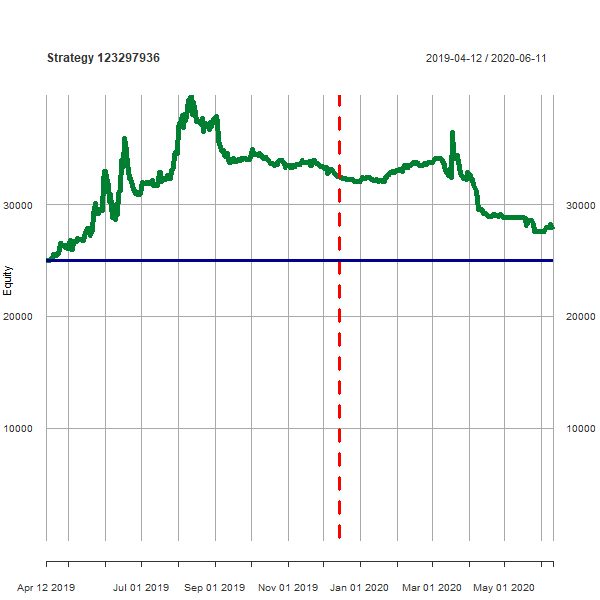 Strategy 123297936
2019-04-12 / 2020-06-11
30000
30000
Equity
20000
20000
10000
10000
Apr 12 2019
Jul 01 2019
Sep 01 2019
Nov 01 2019
Jan 01 2020
Mar 01 2020
May 01 2020